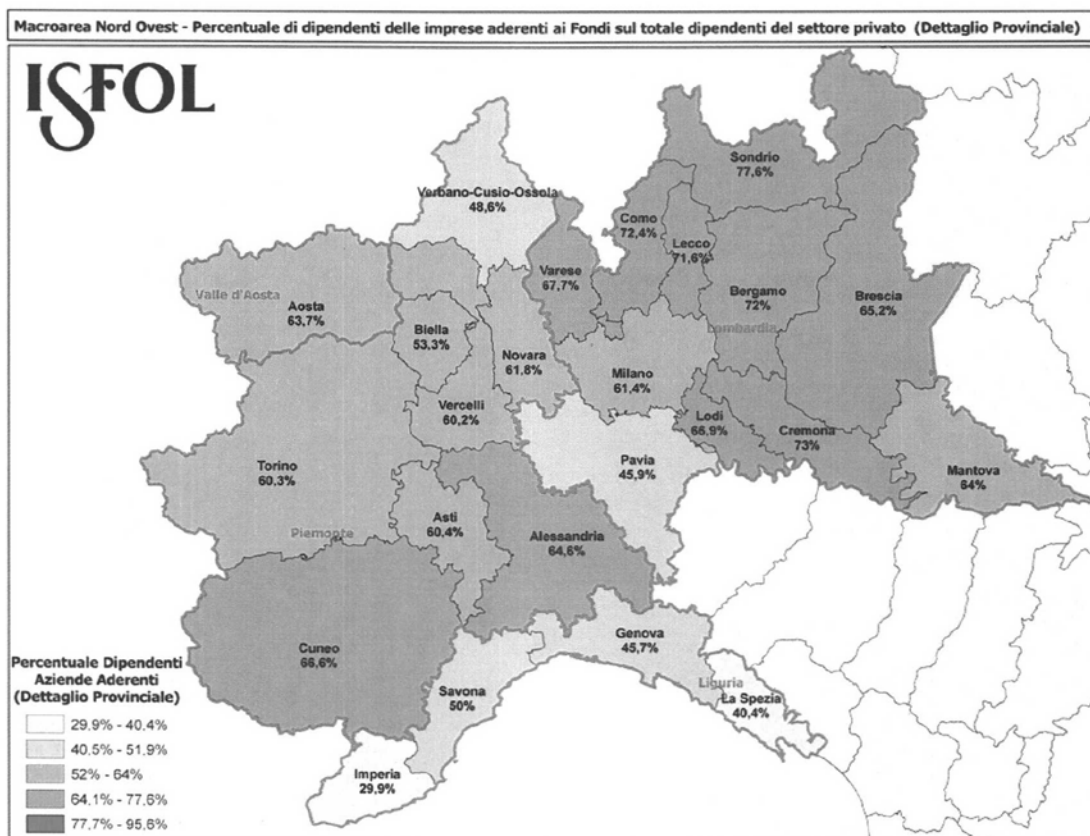 Macroarea Nord Ovest - Percentuale di dipendenti delle imprese aderenti ai Fondi sul totale dipendenti del settore privato (Dettaglio Provinciale)
ISFOL
Sondrio
77,6%
Verbano-Cusio-Ossola
48,6%
Como
72,4%
Lecco
71,6%
Varese
67,7%
Bergamo
72%
Brescia
65,2%
Valle d'Aosta
Aosta
63,7%
Lombardia
Biella
53,3%
Novara
61,8%
Milano
61,4%
Vercelli
60,2%
Lodi
66,9%
Cremona
73%
Pavia
45,9%
Mantova
64%
Torino
60,3%
Asti
60,4%
Piemonte
Alessandria
64,6%
Genova
45,7%
Cuneo
66,6%
Savona
50%
Liguria
La Spezia
40,4%
Imperia
29,9%
Percentuale Dipendenti
Aziende Aderenti
(Dettaglio Provinciale)
29.9% - 40.4%
40.5% - 51.9%
52% - 64%
64.1% - 77.6%
77.7% - 95.6%